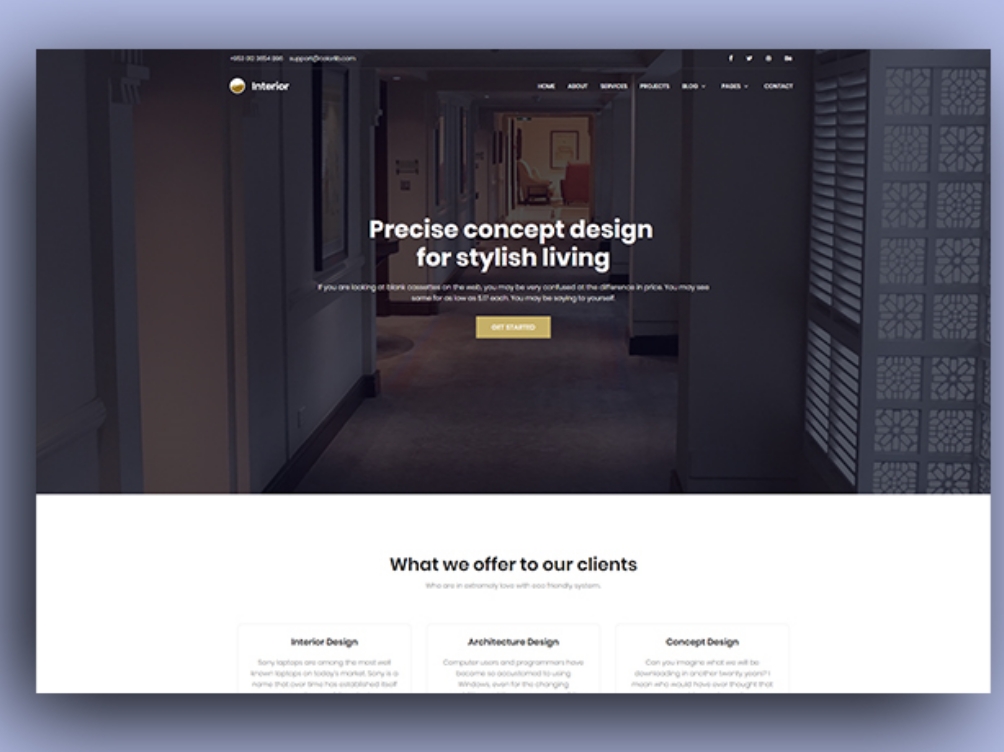 +953 012 3654 896 support@colorlib.com
Interior
HOME ABOUT SERVICES PROJECTS BLOG PAGES CONTACT
Precise concept design
for stylish living
If you are looking at blank cassettes on the web, you may be very confused at the difference in price. You may see
some for as low as $.17 each. You may be saying to yourself.
GET STARTED
What we offer to our clients
Who are in extremely love with eco friendly system.
Interior Design
Architecture Design
Concept Design
Sony laptops are among the most well
known laptops on today's market. Sony is a
name that over time has established itself
Computer users and programmers have
become so accustomed to using
Windows, even for the changing
Can you imagine what we will be
downloading in another twenty years? I
mean who would have ever thought that